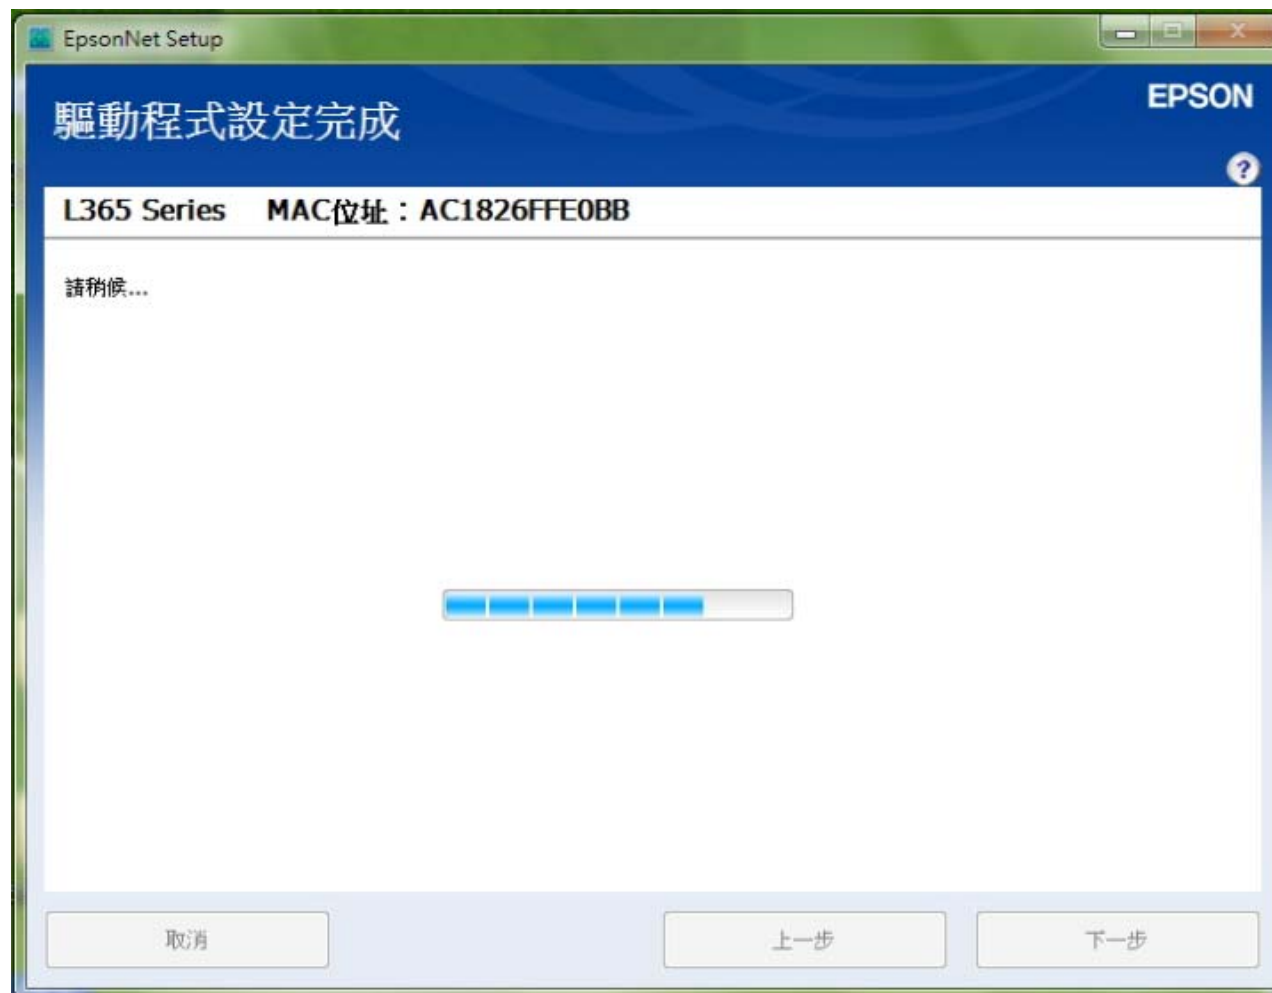 EpsonNet Setup
驅動程式設定完成
EPSON
?
L365 Series MAC位址：AC1826FFE0BB
請稍候...
取消
上一步
下一步